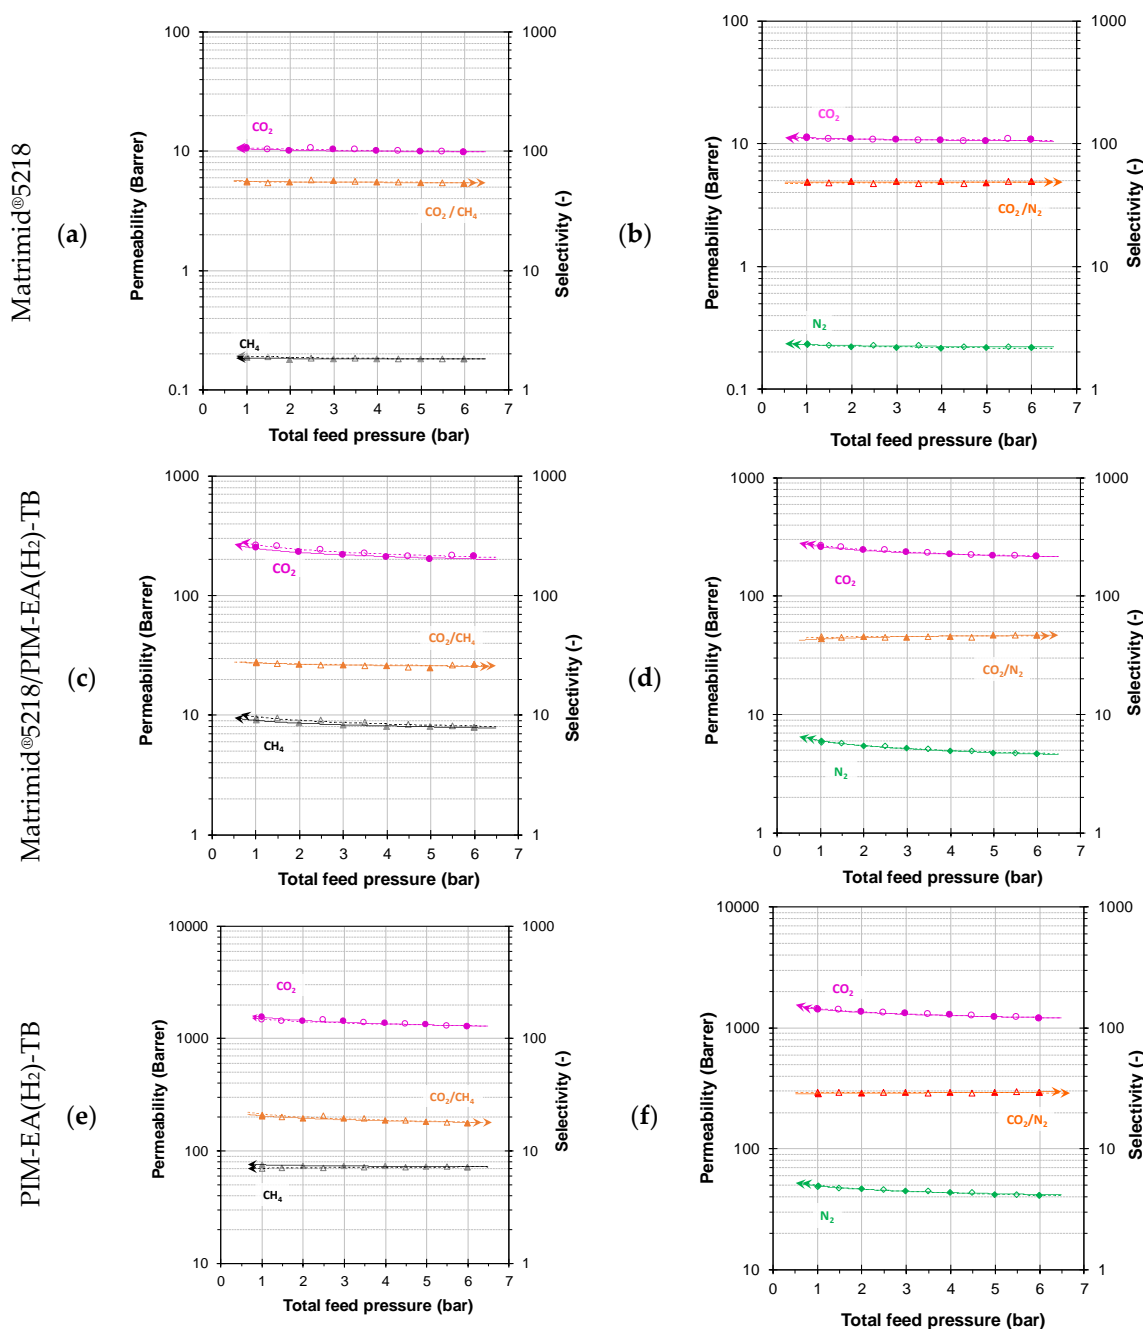 Matrimid®5218
(a)
Permeability (Barrer)
100
10
1
0.1
CO2
CO2 / CH4
CH4
1000
100
10
1
Selectivity (-)
0 1 2 3 4 5 6 7
Total feed pressure (bar)
(b)
Permeability (Barrer)
100
10
1
0.1
CO2
CO2/N2
N2
1000
100
10
1
Selectivity (-)
0 1 2 3 4 5 6 7
Total feed pressure (bar)
Matrimid®5218/PIM-EA(H2)-TB
(c)
Permeability (Barrer)
1000
100
10
1
CO2
CO2/CH4
CH4
1000
100
10
1
Selectivity (-)
0 1 2 3 4 5 6 7
Total feed pressure (bar)
(d)
Permeability (Barrer)
1000
100
10
1
CO2
CO2/N2
N2
1000
100
10
1
Selectivity (-)
0 1 2 3 4 5 6 7
Total feed pressure (bar)
PIM-EA(H2)-TB
(e)
Permeability (Barrer)
10000
1000
100
10
CO2
CO2/CH4
CH4
1000
100
10
1
Selectivity (-)
0 1 2 3 4 5 6 7
Total feed pressure (bar)
(f)
Permeability (Barrer)
10000
1000
100
10
CO2
CO2/N2
N2
1000
100
10
1
Selectivity (-)
0 1 2 3 4 5 6 7
Total feed pressure (bar)